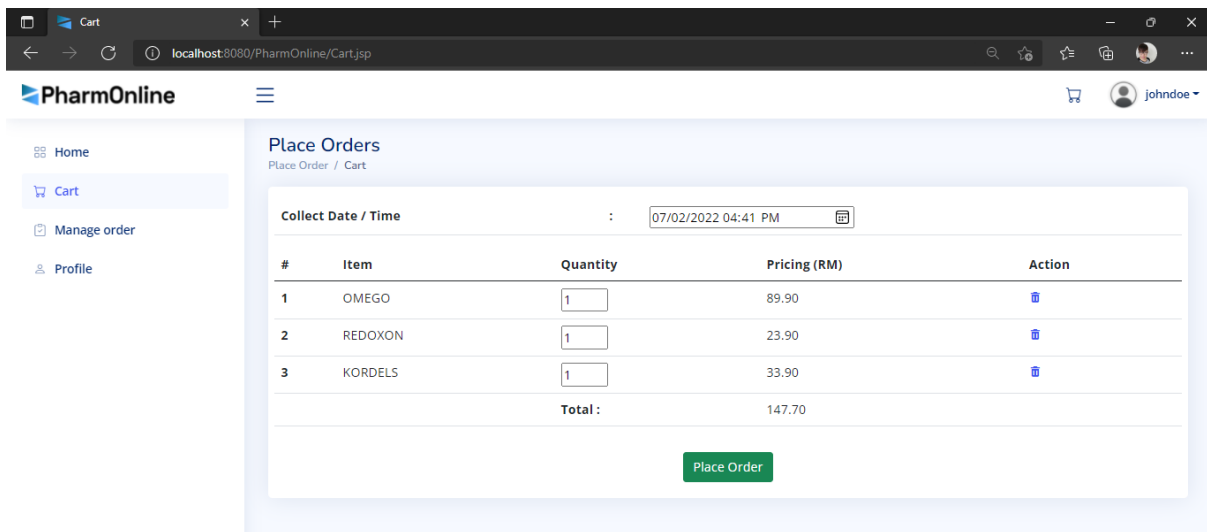 Cart
localhost:8080/PharmOnline/Cart.jsp
PharmOnline
johndoe
Home
Cart
Manage order
Profile
Place Orders
Place Order / Cart
Collect Date / Time : 07/02/2022 04:41 PM
# Item Quantity Pricing (RM) Action
1 OMEGO 1 89.90
2 REDOXON 1 23.90
3 KORDELS 1 33.90
Total : 147.70
Place Order